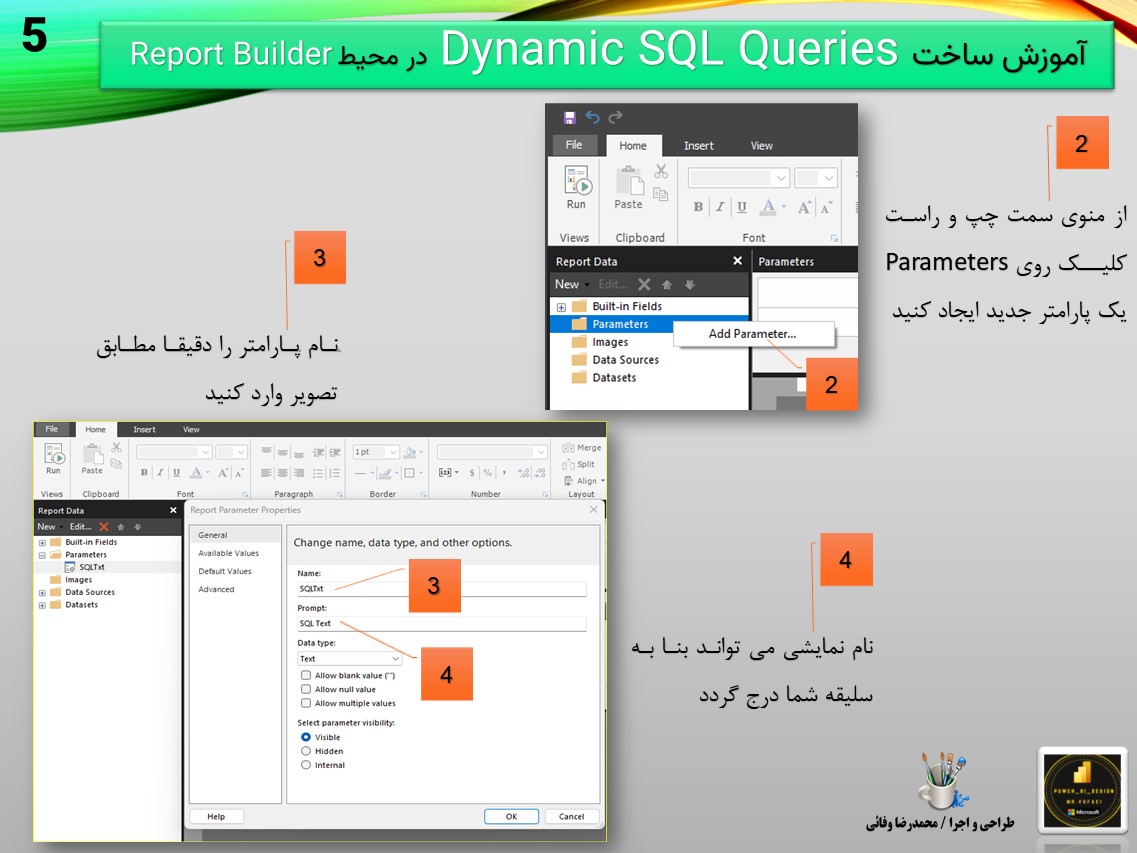 5
آموزش ساخت Dynamic SQL Queries در محیط Report Builder
2
از منوی سمت چپ و راست
کلیک روی Parameters
یک پارامتر جدید ایجاد کنید
File Home Insert View
Run Paste
B I U A A A
Views Clipboard Font
Report Data Parameters
New Edit...
Built-in Fields
Parameters
Add Parameter...
Images
Data Sources
Datasets
2
3
نام پارامتر را دقیقا مطابق
تصویر وارد کنید
File Home Insert View
Run Paste
1 pt
Merge
Split
Align
B I U A A A
$ % ,
Views Clipboard Font Paragraph Border Number Layout
Report Data
New Edit...
Built-in Fields
Parameters
SQLTxt
Images
Data Sources
Datasets
Report Parameter Properties
General
Available Values
Default Values
Advanced
Change name, data type, and other options.
Name:
SQLTxt
3
Prompt:
SQL Text
4
Data type:
Text
Allow blank value ("")
Allow null value
Allow multiple values
Select parameter visibility:
Visible
Hidden
Internal
Help OK Cancel
4
نام نمایشی می تواند بنا به
سلیقه شما درج گردد
طراحی و اجرا / محمدرضا وفائی
POWER_BI_DESIGN
MR.VAFAEI
Microsoft